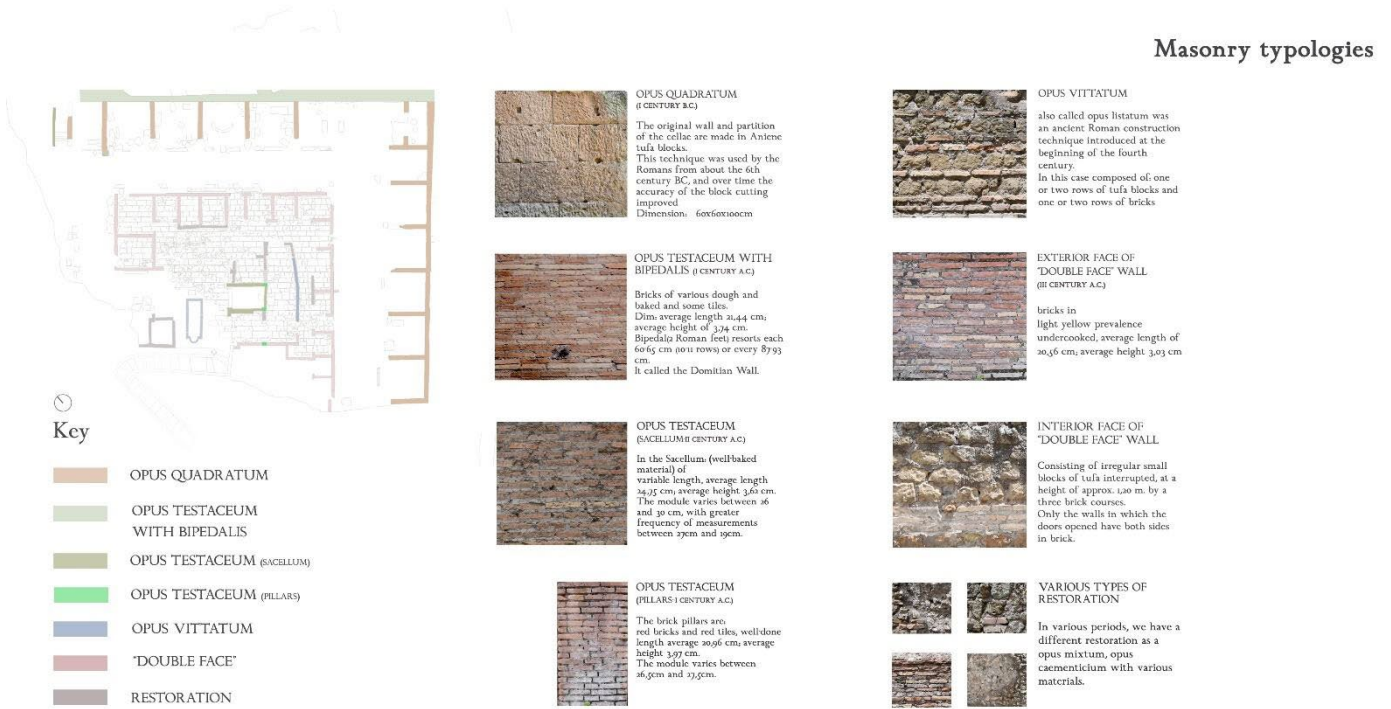 Masonry typologies
Key
OPUS QUADRATUM
OPUS TESTACEUM
WITH BIPEDALIS
OPUS TESTACEUM (SACELLUM)
OPUS TESTACEUM (PILLARS)
OPUS VITTATUM
"DOUBLE FACE"
RESTORATION
OPUS QUADRATUM
(I CENTURY B.C.)
The original wall and partition
of the cellae are made in Aniene
tufa blocks.
This technique was used by the
Romans from about the 6th
century BC, and over time the
accuracy of the block cutting
improved
Dimension: 60x60x100cm
OPUS TESTACEUM WITH
BIPEDALIS (I CENTURY A.C.)
Bricks of various dough and
baked and some tiles.
Dim: average length 21,44 cm;
average height of 3,74 cm.
Bipedal(2 Roman feet) resorts each
60-65 cm (10-11 rows) or every 87-93
cm.
It called the Domitian Wall.
OPUS TESTACEUM
(SACELLUM-II CENTURY A.C.)
In the Sacellum: (well-baked
material) of
variable length, average length
24,75 cm; average height 3,62 cm.
The module varies between 26
and 30 cm, with greater
frequency of measurements
between 27cm and 19cm.
OPUS TESTACEUM
(PILLARS-I CENTURY A.C.)
The brick pillars are:
red bricks and red tiles, well-done
length average 20,96 cm; average
height 3,97 cm.
The module varies between
26,5cm and 27,5cm.
OPUS VITTATUM
also called opus listatum was
an ancient Roman construction
technique introduced at the
beginning of the fourth
century.
In this case composed of: one
or two rows of tufa blocks and
one or two rows of bricks
EXTERIOR FACE OF
"DOUBLE FACE" WALL
(III CENTURY A.C.)
bricks in
light yellow prevalence
undercooked, average length of
20,56 cm; average height 3,03 cm
INTERIOR FACE OF
"DOUBLE FACE" WALL
Consisting of irregular small
blocks of tufa interrupted, at a
height of approx. 1,20 m. by a
three brick courses.
Only the walls in which the
doors opened have both sides
in brick.
VARIOUS TYPES OF
RESTORATION
In various periods, we have a
different restoration as a
opus mixtum, opus
caementicium with various
materials.